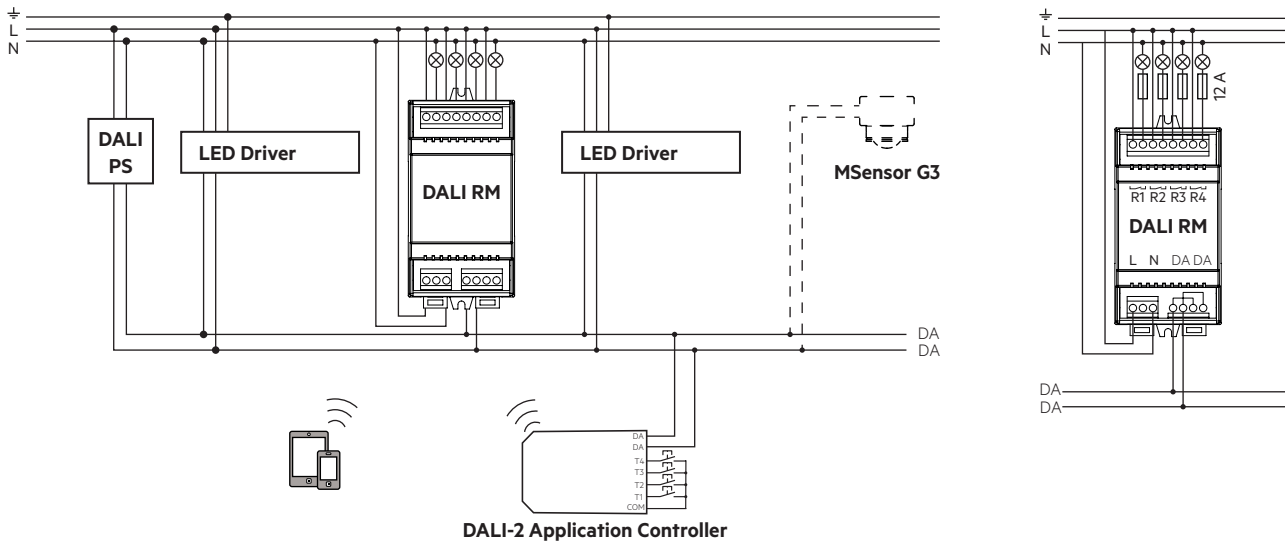 L
N
DALI
PS
LED Driver
DALI RM
LED Driver
MSensor G3
DA
DA
DA
DA
T4
T3
T2
T1
COM
DALI-2 Application Controller
L
N
12 A
R1 R2 R3 R4
DALI RM
L N DA DA
DA
DA